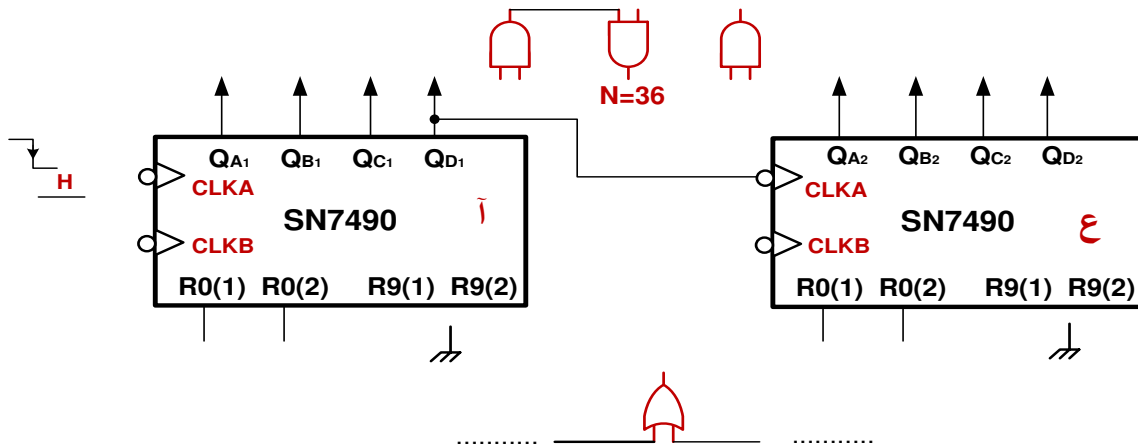 N=36
QA1 QB1 QC1 QD1
QA2 QB2 QC2 QD2
H
CLKA
SN7490
آ
CLKB
R0(1) R0(2) R9(1) R9(2)
CLKA
SN7490
ع
CLKB
R0(1) R0(2) R9(1) R9(2)
............ ............